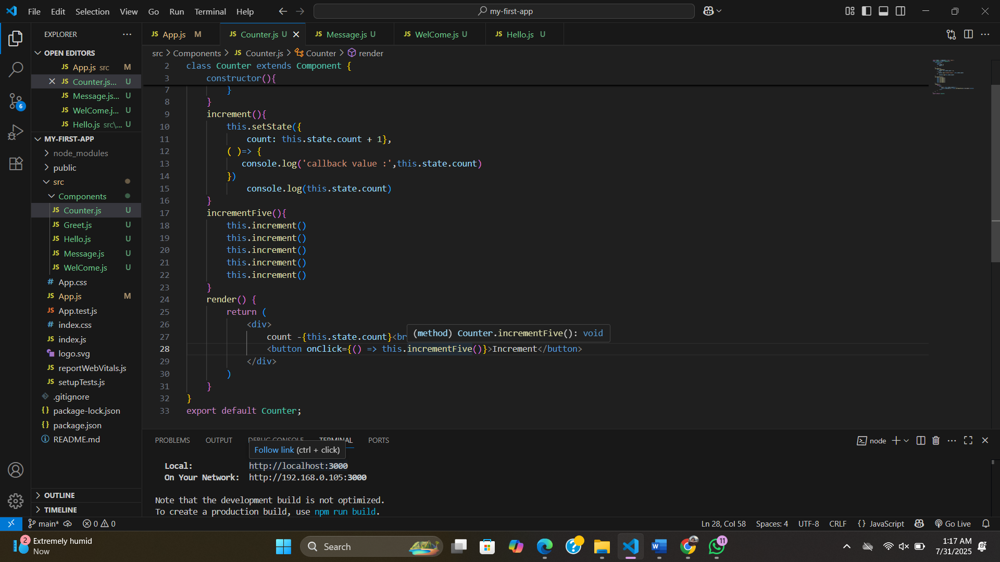 File Edit Selection View Go Run Terminal Help
my-first-app
EXPLORER
OPEN EDITORS
JS App.js src M
JS Counter.js... U
JS Message.js... U
JS WelCome.j... U
JS Hello.js src\... U
MY-FIRST-APP
node_modules
public
src
Components
JS Counter.js U
JS Greet.js U
JS Hello.js U
JS Message.js U
JS WelCome.js U
# App.css
JS App.js M
JS App.test.js
# index.css
JS index.js
logo.svg
JS reportWebVitals.js
JS setupTests.js
.gitignore
{} package-lock.json
{} package.json
README.md
OUTLINE
TIMELINE
6
JS App.js M JS Counter.js U JS Message.js U JS WelCome.js U JS Hello.js U
src > Components > JS Counter.js > Counter > render
2 class Counter extends Component {
3 constructor(){
7 }
8 }
9 increment(){
10 this.setState({
11 count: this.state.count + 1},
12 ( )=> {
13 console.log('callback value :',this.state.count)
14 })
15 console.log(this.state.count)
16 }
17 incrementFive(){
18 this.increment()
19 this.increment()
20 this.increment()
21 this.increment()
22 this.increment()
23 }
24 render() {
25 return (
26 <div>
27 count -{this.state.count}<br
(method) Counter.incrementFive(): void
28 <button onClick={() => this.incrementFive()}>Increment</button>
29 </div>
30 )
31 }
32 }
33 export default Counter;
PROBLEMS OUTPUT DEBUG CONSOLE TERMINAL PORTS
node
Follow link (ctrl + click)
Local: http://localhost:3000
On Your Network: http://192.168.0.105:3000
Note that the development build is not optimized.
To create a production build, use npm run build.
main* 0 0
Ln 28, Col 58 Spaces: 4 UTF-8 CRLF {} JavaScript Go Live
2
Extremely humid
Now
Search
11
1:17 AM
7/31/2025